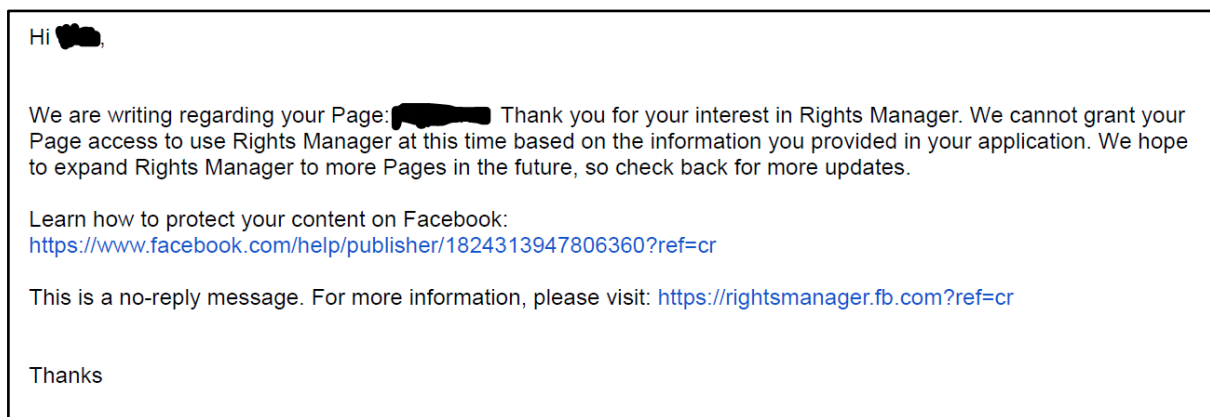 Hi ,
We are writing regarding your Page: Thank you for your interest in Rights Manager. We cannot grant your
Page access to use Rights Manager at this time based on the information you provided in your application. We hope
to expand Rights Manager to more Pages in the future, so check back for more updates.
Learn how to protect your content on Facebook:
https://www.facebook.com/help/publisher/1824313947806360?ref=cr
This is a no-reply message. For more information, please visit: https://rightsmanager.fb.com?ref=cr
Thanks